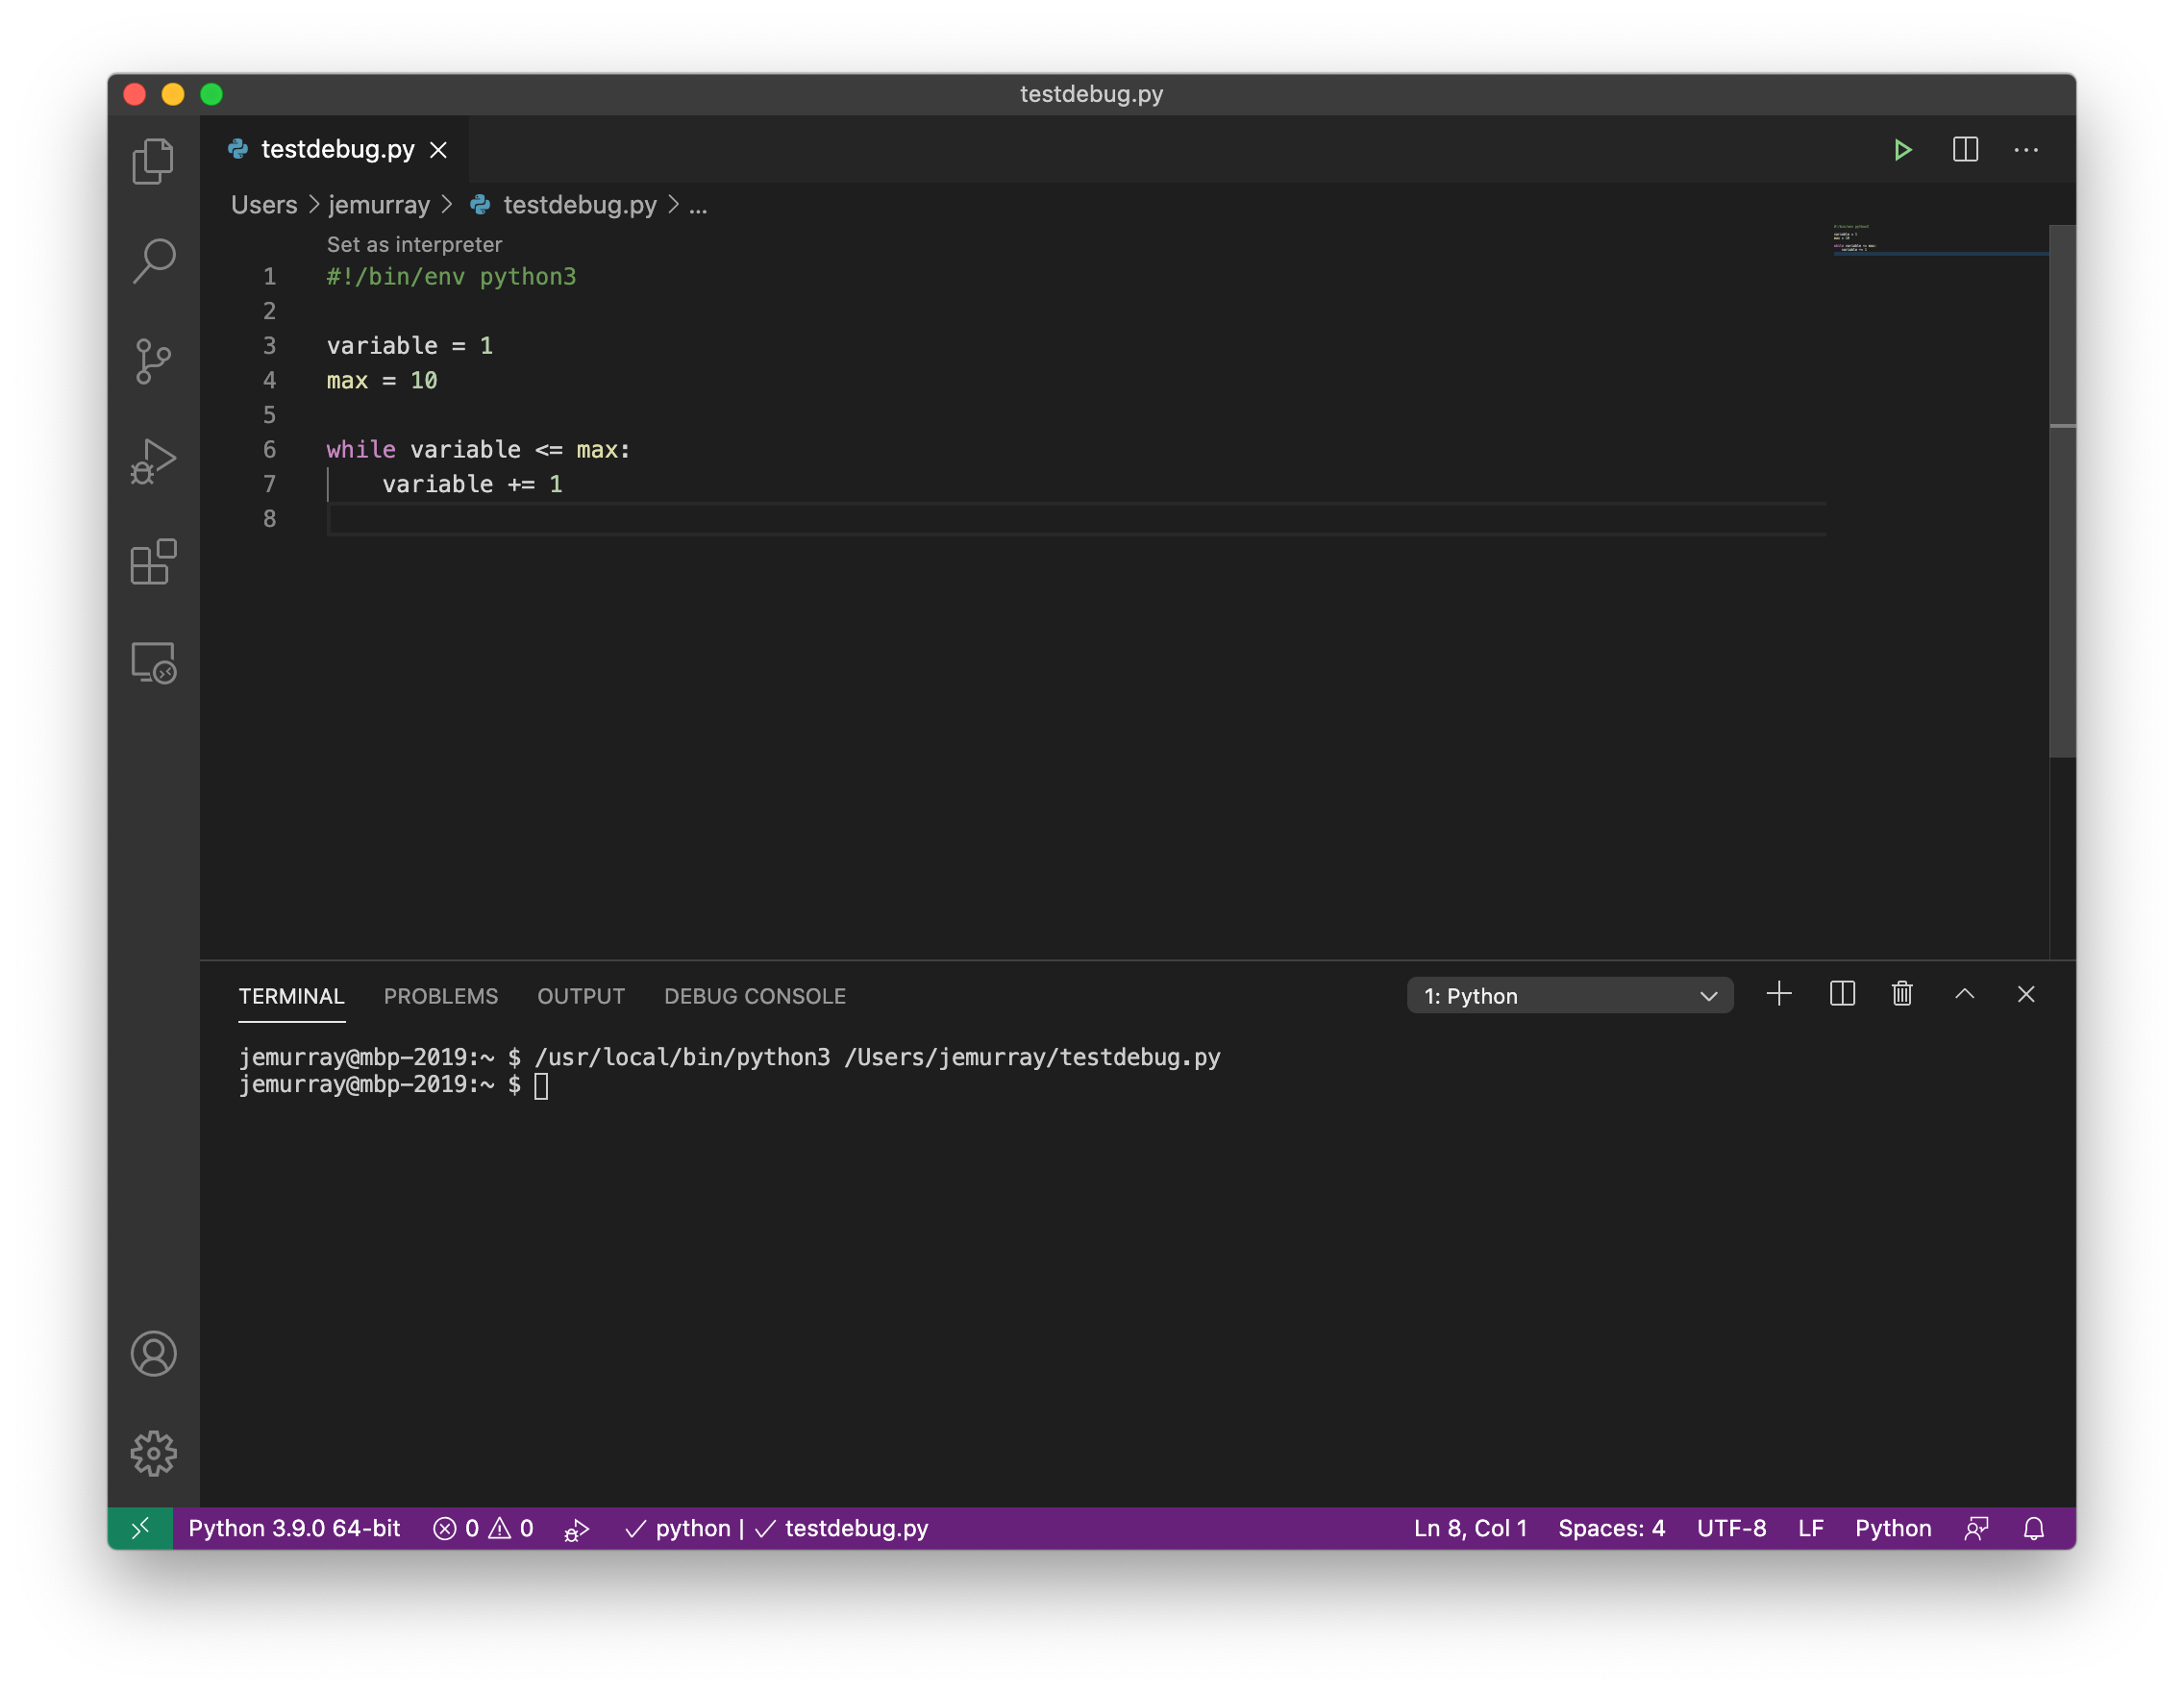 testdebug.py
testdebug.py
Users > jemurray > testdebug.py > ...
Set as interpreter
1 #!/bin/env python3
2
3 variable = 1
4 max = 10
5
6 while variable <= max:
7     variable += 1
8
TERMINAL PROBLEMS OUTPUT DEBUG CONSOLE 1: Python
jemurray@mbp-2019:~ $ /usr/local/bin/python3 /Users/jemurray/testdebug.py
jemurray@mbp-2019:~ $
Python 3.9.0 64-bit 0 0 python | testdebug.py Ln 8, Col 1 Spaces: 4 UTF-8 LF Python